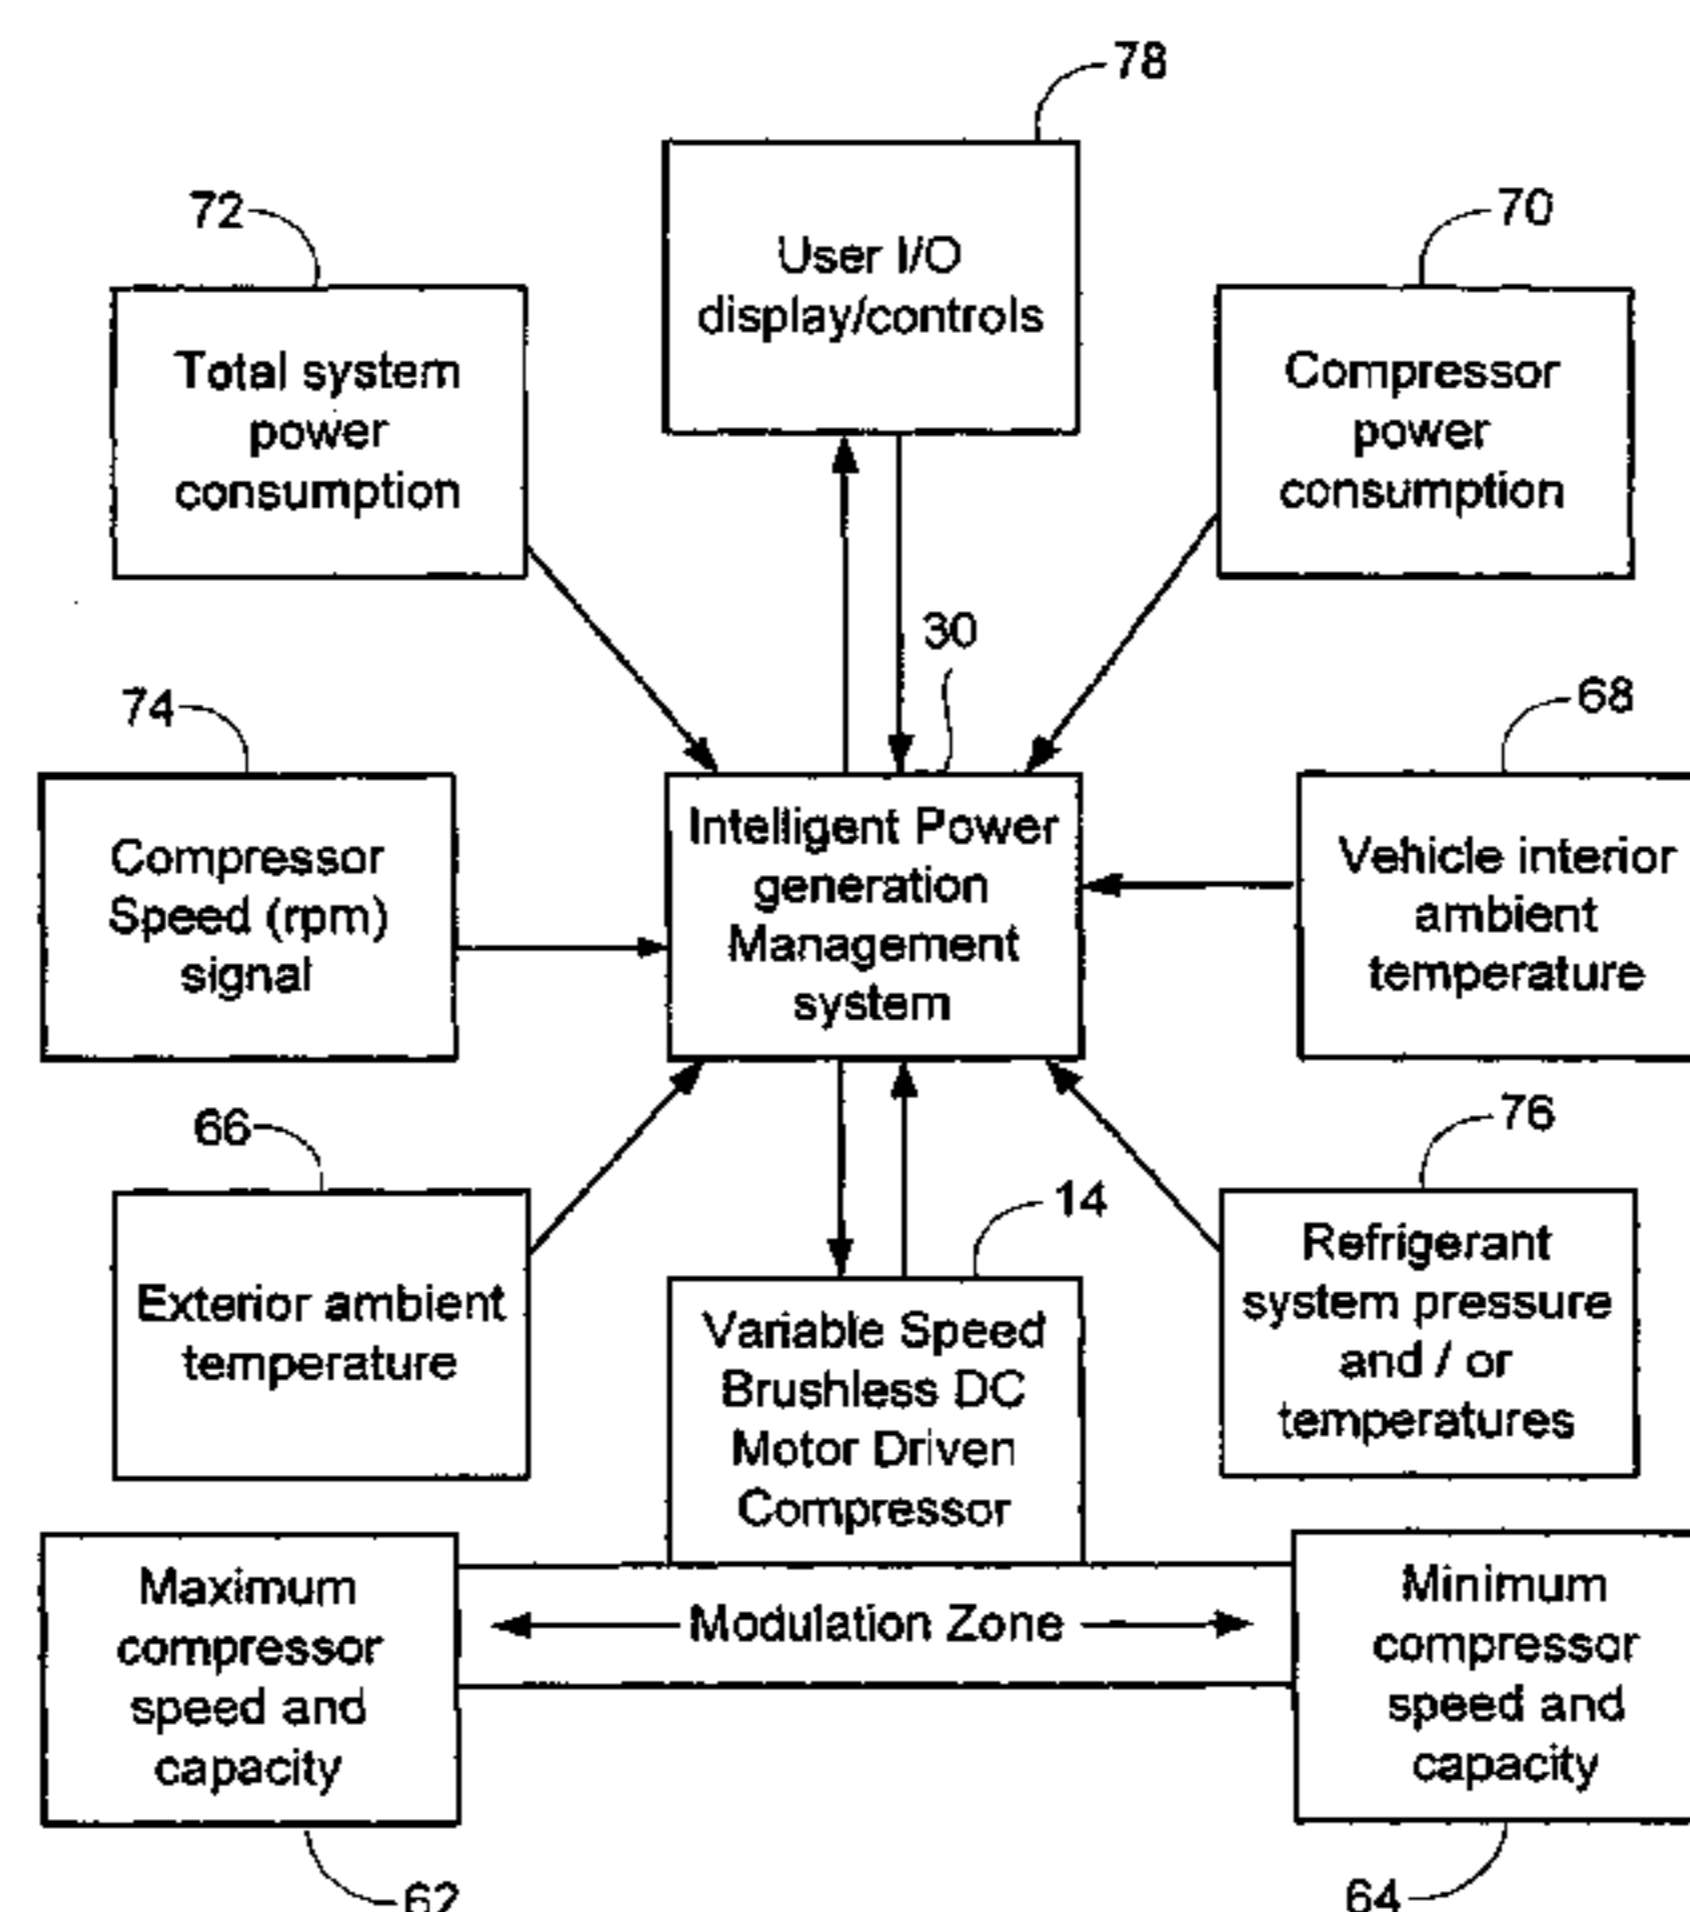 78
72
User I/O
display/controls
70
Total system
power
consumption
Compressor
power
consumption
30
74
68
Compressor
Speed (rpm)
signal
Intelligent Power
generation
Management
system
Vehicle interior
ambient
temperature
66
76
14
Exterior ambient
temperature
Variable Speed
Brushless DC
Motor Driven
Compressor
Refrigerant
system pressure
and / or
temperatures
Maximum
compressor
speed and
capacity
Modulation Zone
Minimum
compressor
speed and
capacity
62
64